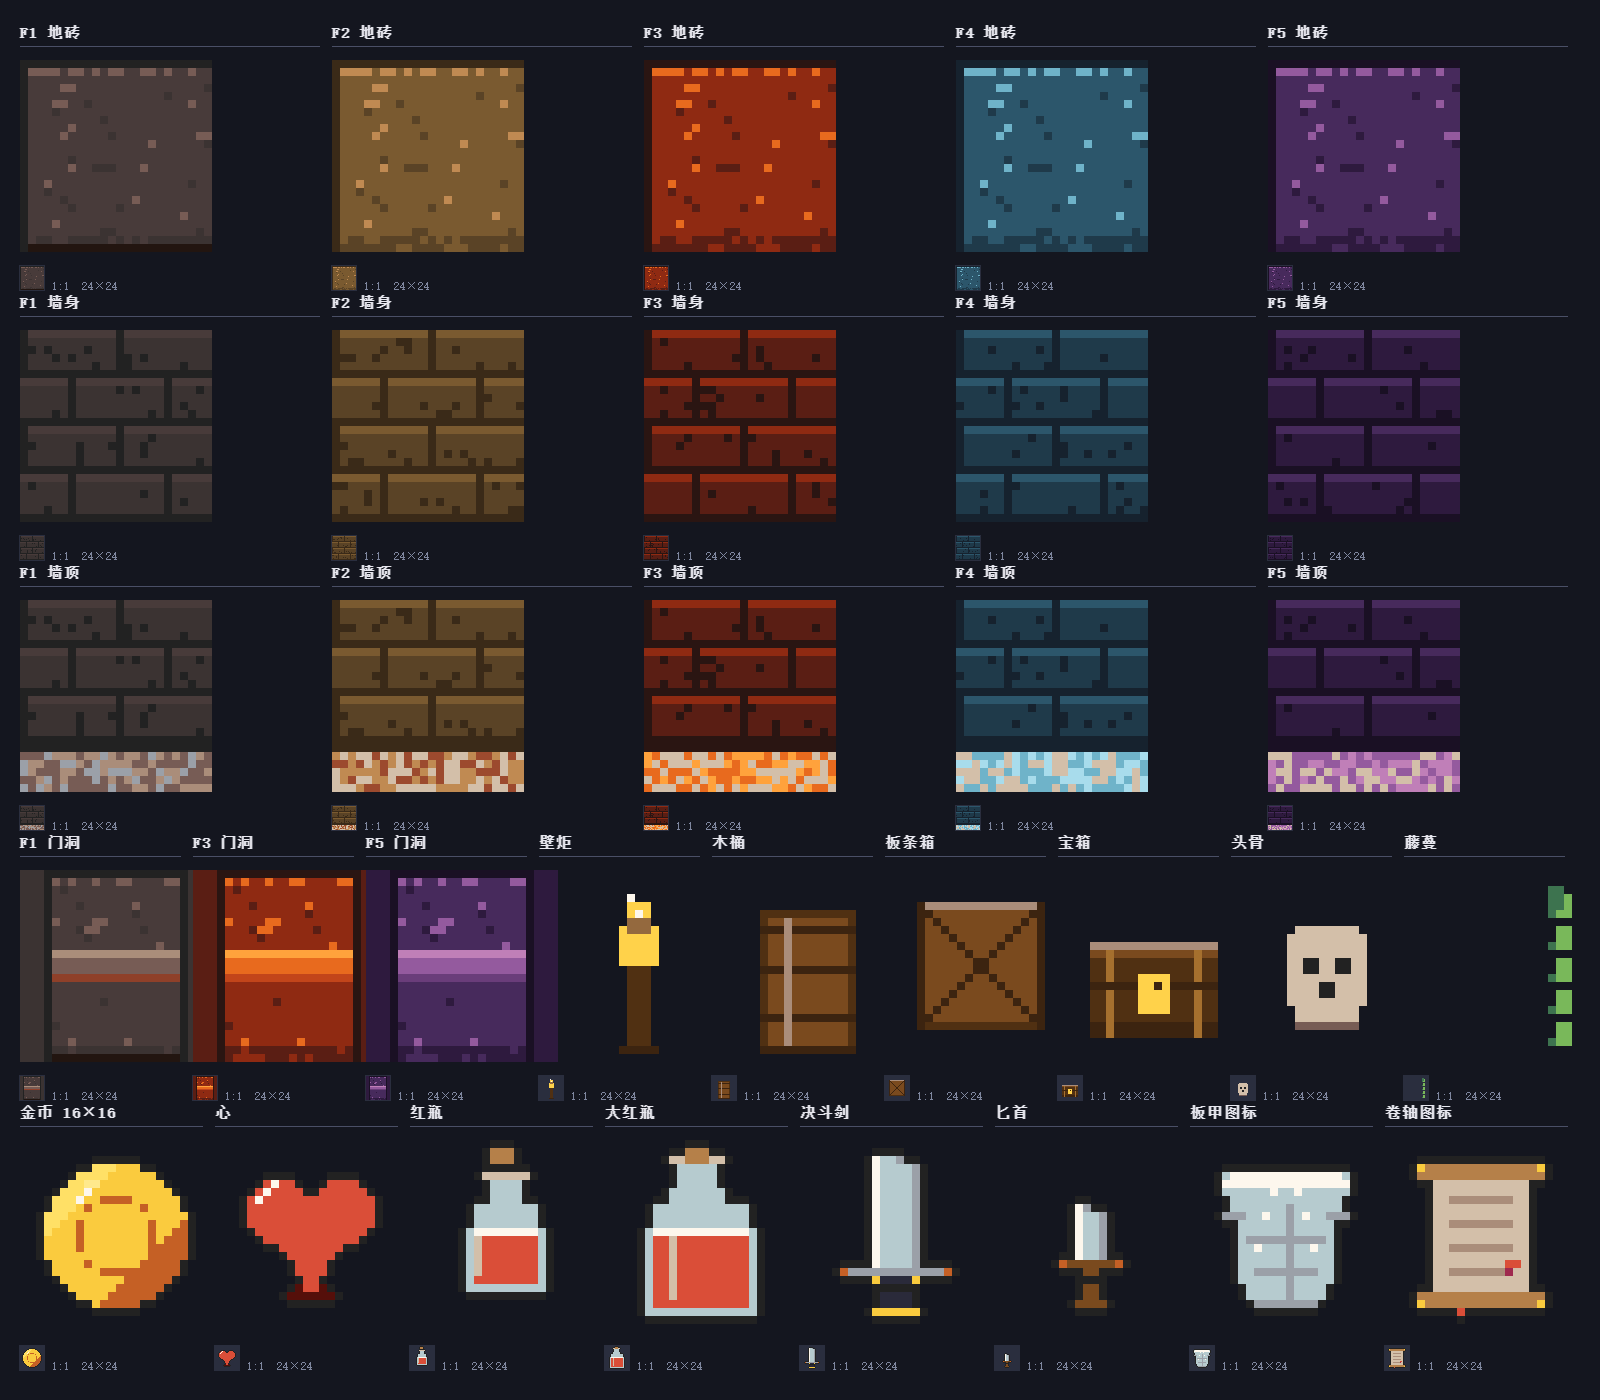 F1 地砖 F2 地砖 F3 地砖 F4 地砖 F5 地砖
1:1 24×24 1:1 24×24 1:1 24×24 1:1 24×24 1:1 24×24
F1 墙身 F2 墙身 F3 墙身 F4 墙身 F5 墙身
1:1 24×24 1:1 24×24 1:1 24×24 1:1 24×24 1:1 24×24
F1 墙顶 F2 墙顶 F3 墙顶 F4 墙顶 F5 墙顶
1:1 24×24 1:1 24×24 1:1 24×24 1:1 24×24 1:1 24×24
F1 门洞 F3 门洞 F5 门洞 壁炬 木桶 板条箱 宝箱 头骨 藤蔓
1:1 24×24 1:1 24×24 1:1 24×24 1:1 24×24 1:1 24×24 1:1 24×24 1:1 24×24 1:1 24×24 1:1 24×24
金币 16×16 心 红瓶 大红瓶 决斗剑 匕首 板甲图标 卷轴图标
1:1 24×24 1:1 24×24 1:1 24×24 1:1 24×24 1:1 24×24 1:1 24×24 1:1 24×24 1:1 24×24